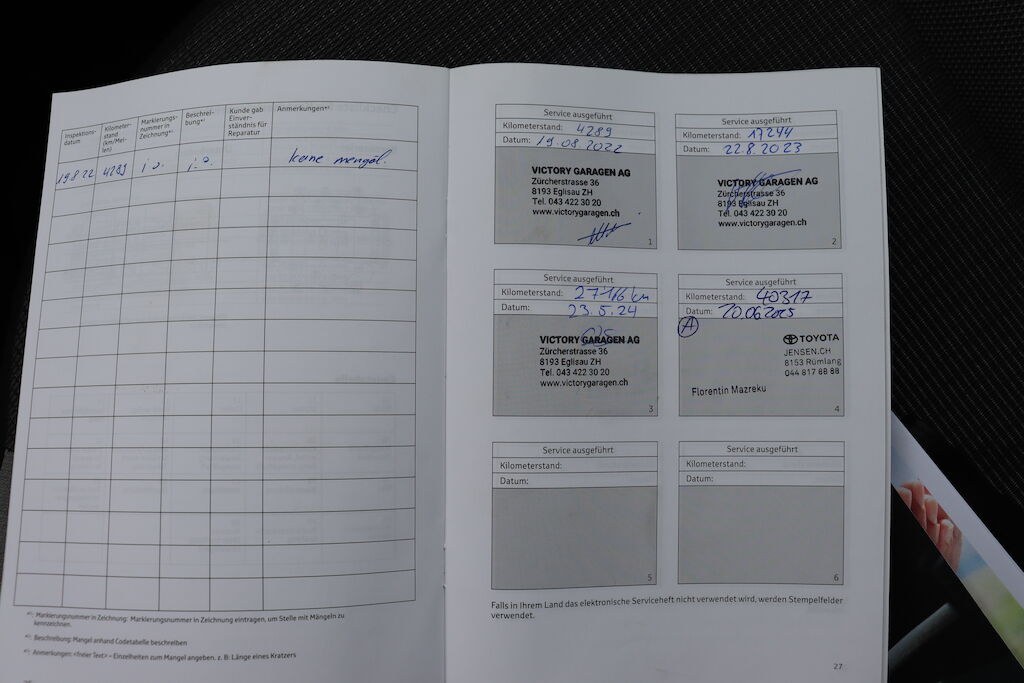 Inspektions-
datum
Kilometer-
stand
(km/Mei-
len)
Markierungs-
nummer in
Zeichnung*¹
Beschrei-
bung*²
Kunde gab
Einver-
ständnis für
Reparatur
Anmerkungen*³
19.8.22 4289 i.o. i.o. keine mengel.
*¹: Markierungsnummer in Zeichnung: Markierungsnummer in Zeichnung eintragen, um Stelle mit Mängeln zu
kennzeichnen.
*²: Beschreibung: Mangel anhand Codetabelle beschreiben
*³: Anmerkungen: <freier Text> – Einzelheiten zum Mangel angeben. z. B: Länge eines Kratzers
Service ausgeführt
Kilometerstand: 4289
Datum: 19.08.2022
VICTORY GARAGEN AG
Zürcherstrasse 36
8193 Eglisau ZH
Tel. 043 422 30 20
www.victorygaragen.ch
1
Service ausgeführt
Kilometerstand: 17244
Datum: 22.8.2023
VICTORY GARAGEN AG
Zürcherstrasse 36
8193 Eglisau ZH
Tel. 043 422 30 20
www.victorygaragen.ch
2
Service ausgeführt
Kilometerstand: 27'116 km
Datum: 23.5.24
VICTORY GARAGEN AG
Zürcherstrasse 36
8193 Eglisau ZH
Tel. 043 422 30 20
www.victorygaragen.ch
3
Service ausgeführt
Kilometerstand: 40317
Datum: 20.06.2025
A
TOYOTA
JENSEN.CH
8153 Rümlang
044 817 88 88
Florentin Mazreku
4
Service ausgeführt
Kilometerstand:
Datum:
5
Service ausgeführt
Kilometerstand:
Datum:
6
Falls in Ihrem Land das elektronische Serviceheft nicht verwendet wird, werden Stempelfelder
verwendet.
27